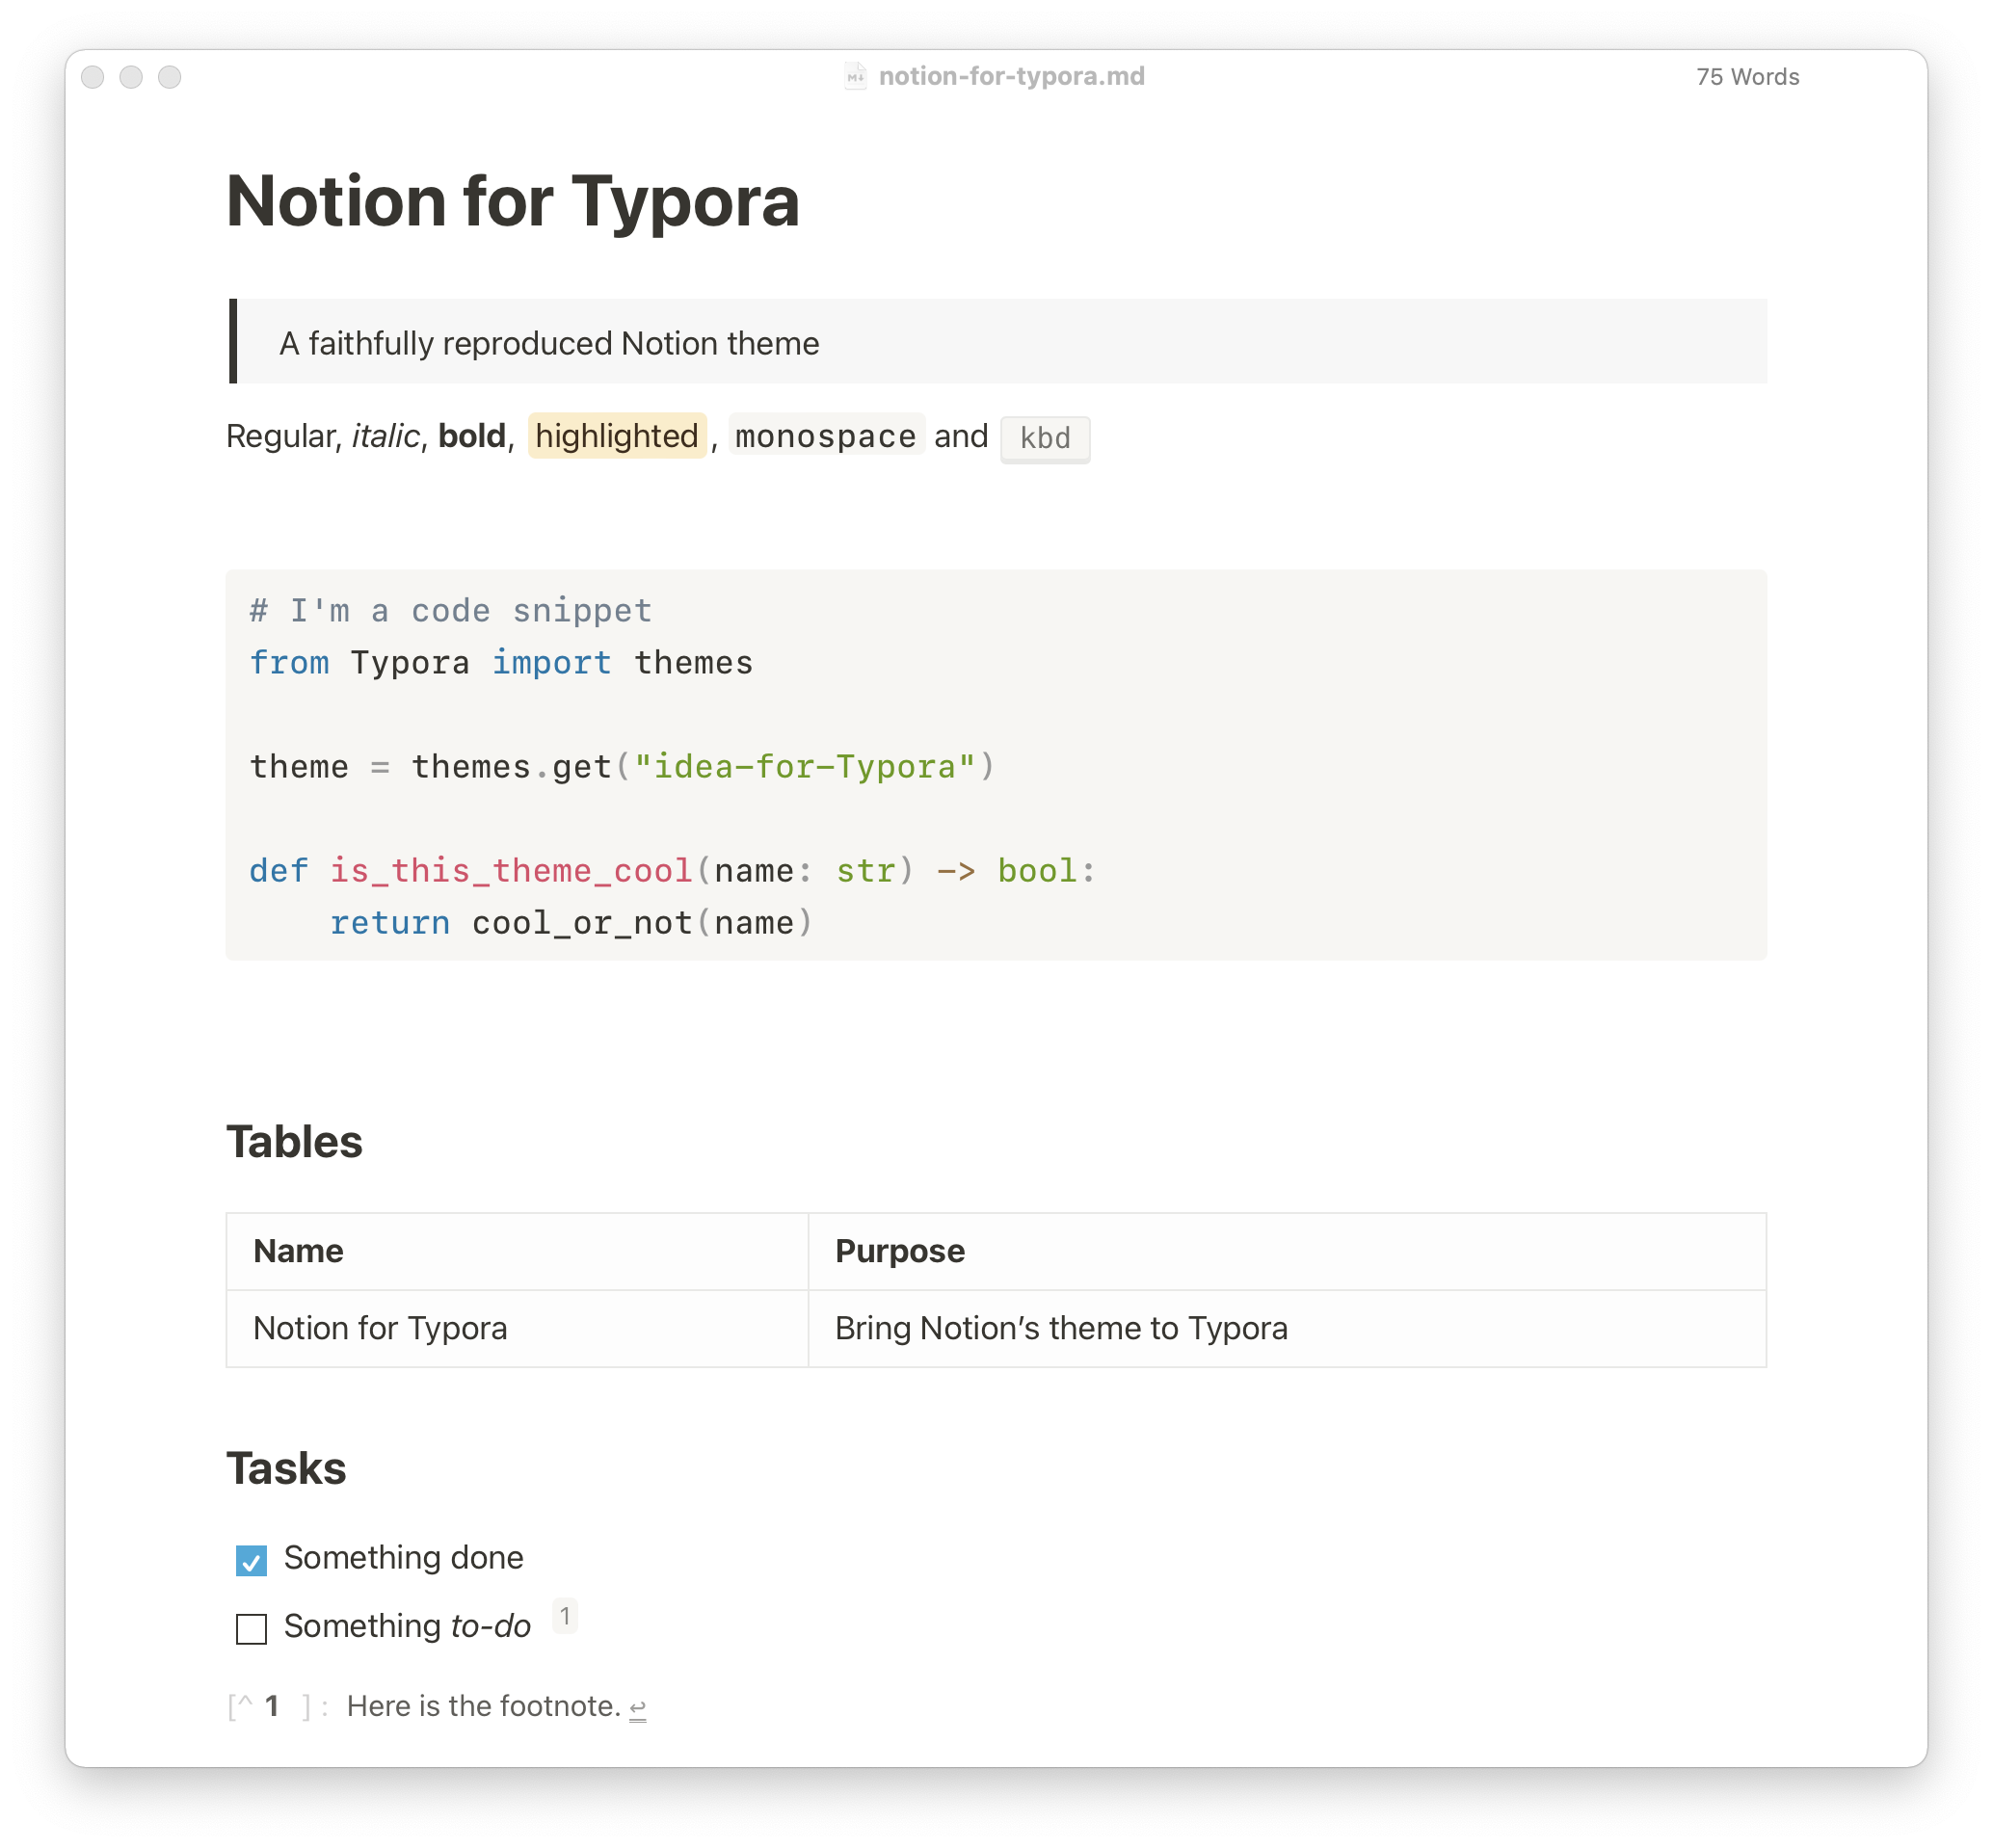 notion-for-typora.md
75 Words
Notion for Typora
A faithfully reproduced Notion theme
Regular, italic, bold, highlighted, monospace and kbd
# I'm a code snippet
from Typora import themes
theme = themes.get("idea-for-Typora")
def is_this_theme_cool(name: str) -> bool:
    return cool_or_not(name)
Tables
Name Purpose
Notion for Typora Bring Notion’s theme to Typora
Tasks
Something done
Something to-do 1
[^ 1 ]: Here is the footnote. ↩